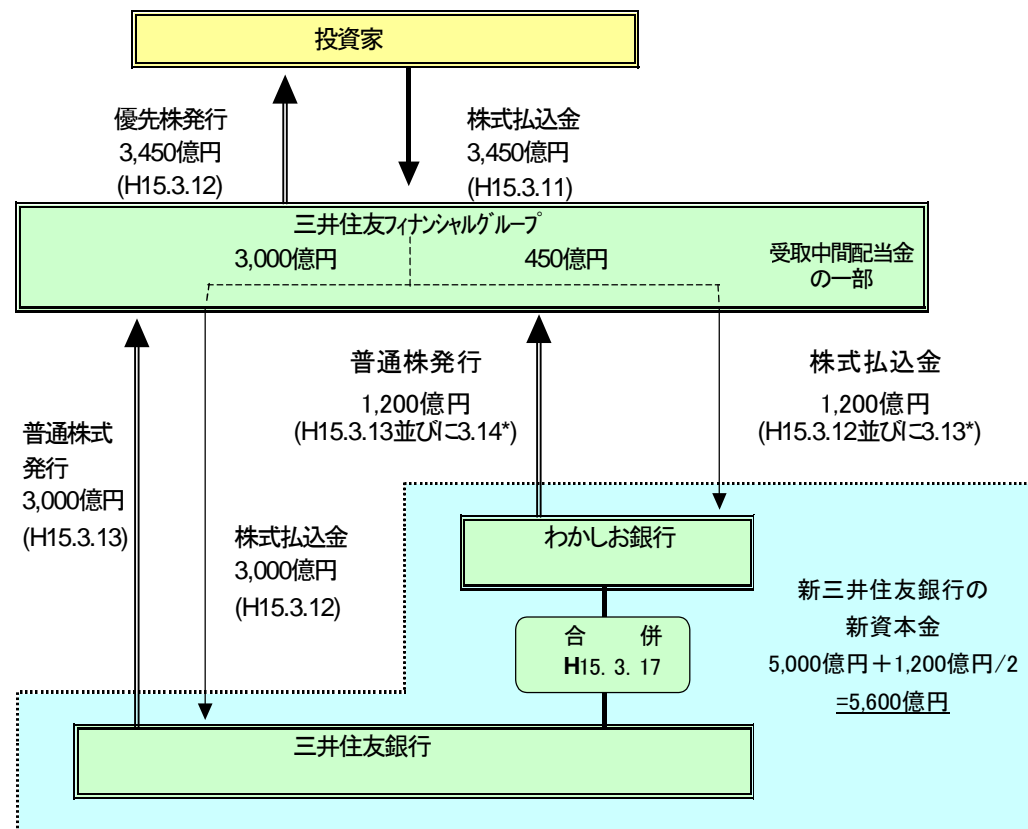 投資家
優先株発行
3,450億円
(H15.3.12)
株式払込金
3,450億円
(H15.3.11)
三井住友フィナンシャルグループ
3,000億円
450億円
受取中間配当金
の一部
普通株式
発行
3,000億円
(H15.3.13)
株式払込金
3,000億円
(H15.3.12)
普通株発行
1,200億円
(H15.3.13並びに3.14*)
株式払込金
1,200億円
(H15.3.12並びに3.13*)
わかしお銀行
合 併
H15. 3. 17
新三井住友銀行の
新資本金
5,000億円+1,200億円/2
=5,600億円
三井住友銀行